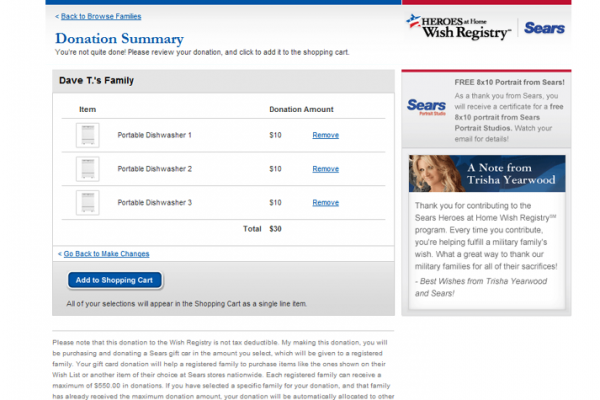 < Back to Browse Families
Donation Summary
You're not quite done! Please review your donation, and click to add it to the shopping cart.
HEROES at Home
Wish Registry℠
Sears
Dave T.'s Family
Item Donation Amount
Portable Dishwasher 1 $10 Remove
Portable Dishwasher 2 $10 Remove
Portable Dishwasher 3 $10 Remove
Total $30
< Go Back to Make Changes
Add to Shopping Cart
All of your selections will appear in the Shopping Cart as a single line item.
FREE 8x10 Portrait from Sears!
Sears
Portrait Studio
As a thank you from Sears, you
will receive a certificate for a free
8x10 portrait from Sears
Portrait Studios. Watch your
email for details!
A Note from
Trisha Yearwood
Thank you for contributing to the
Sears Heroes at Home Wish Registry℠
program. Every time you contribute,
you're helping fulfill a military family's
wish. What a great way to thank our
military families for all of their sacrifices!
- Best Wishes from Trisha Yearwood
and Sears!
Please note that this donation to the Wish Registry is not tax deductible. My making this donation, you will
be purchasing and donating a Sears gift car in the amount you select, which will be given to a registered
family. Your gift card donation will help a registered family to purchase items like the ones shown on their
Wish List or another item of their choice at Sears stores nationwide. Each registered family can receive a
maximum of $550.00 in donations. If you have selected a specific family for your donation, and that family
has already received the maximum donation amount, your donation will be automatically allocated to other